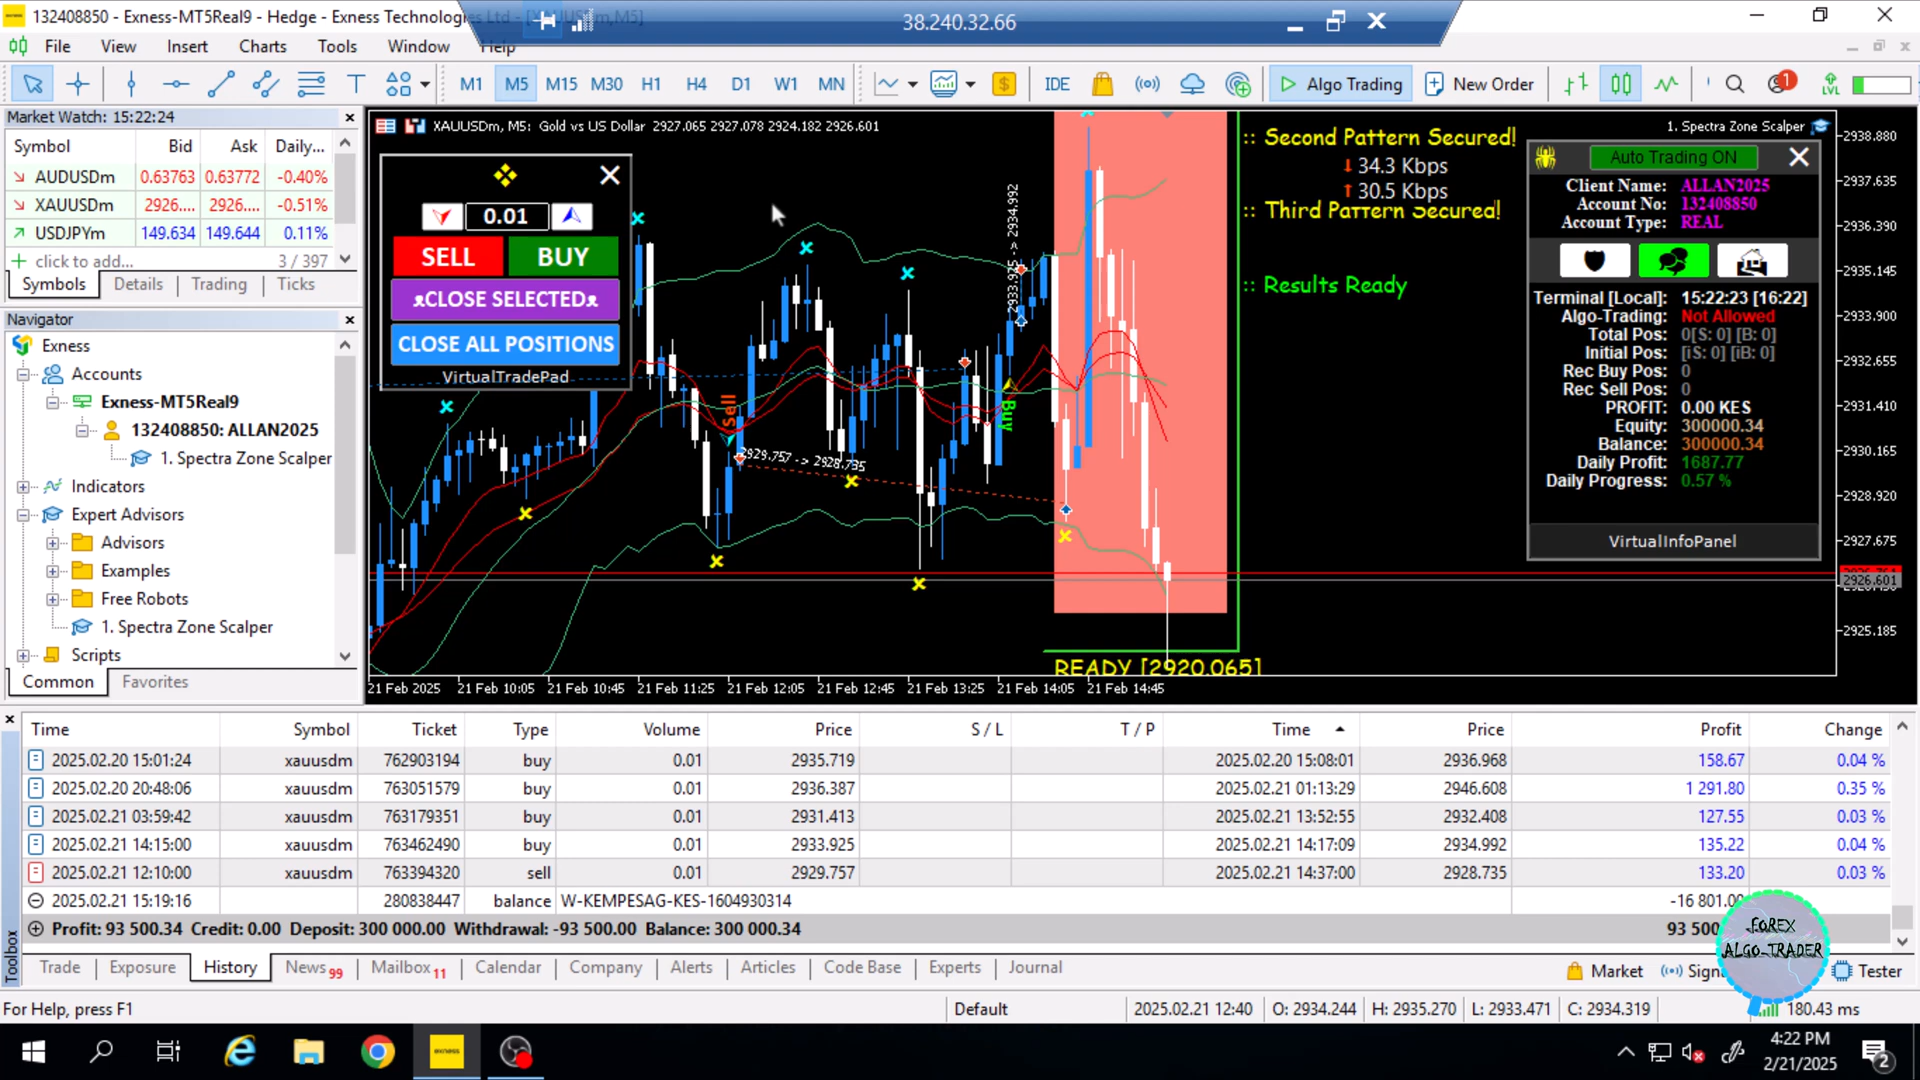 132408850 - Exness-MT5Real9 - Hedge - Exness Technologies Ltd - [XAUUSDm,M5]
38.240.32.66
File View Insert Charts Tools Window Help
M1 M5 M15 M30 H1 H4 D1 W1 MN IDE Algo Trading New Order LVL 1
Market Watch: 15:22:24
Symbol Bid Ask Daily...
AUDUSDm 0.63763 0.63772 -0.40%
XAUUSDm 2926.... 2926.... -0.51%
USDJPYm 149.634 149.644 0.11%
click to add... 3 / 397
Symbols Details Trading Ticks
Navigator
Exness
Accounts
Exness-MT5Real9
132408850: ALLAN2025
1. Spectra Zone Scalper
Indicators
Expert Advisors
Advisors
Examples
Free Robots
1. Spectra Zone Scalper
Scripts
Common Favorites
XAUUSDm, M5: Gold vs US Dollar 2927.065 2927.078 2924.182 2926.601
0.01
SELL BUY
CLOSE SELECTED
CLOSE ALL POSITIONS
VirtualTradePad
Sell
2929.757 -> 2928.735
Buy
2933.925 -> 2934.992
:: Second Pattern Secured!
34.3 Kbps
30.5 Kbps
:: Third Pattern Secured!
:: Results Ready
READY [2920.065]
1. Spectra Zone Scalper
Auto Trading ON
Client Name: ALLAN2025
Account No: 132408850
Account Type: REAL
Terminal [Local]: 15:22:23 [16:22]
Algo-Trading: Not Allowed
Total Pos: 0[S: 0] [B: 0]
Initial Pos: [iS: 0] [iB: 0]
Rec Buy Pos: 0
Rec Sell Pos: 0
PROFIT: 0.00 KES
Equity: 300000.34
Balance: 300000.34
Daily Profit: 1687.77
Daily Progress: 0.57 %
VirtualInfoPanel
2938.880
2937.635
2936.390
2935.145
2933.900
2932.655
2931.410
2930.165
2928.920
2927.675
2926.601
2925.185
21 Feb 2025 21 Feb 10:05 21 Feb 10:45 21 Feb 11:25 21 Feb 12:05 21 Feb 12:45 21 Feb 13:25 21 Feb 14:05 21 Feb 14:45
Time Symbol Ticket Type Volume Price S / L T / P Time Price Profit Change
2025.02.20 15:01:24 xauusdm 762903194 buy 0.01 2935.719 2025.02.20 15:08:01 2936.968 158.67 0.04 %
2025.02.20 20:48:06 xauusdm 763051579 buy 0.01 2936.387 2025.02.21 01:13:29 2946.608 1 291.80 0.35 %
2025.02.21 03:59:42 xauusdm 763179351 buy 0.01 2931.413 2025.02.21 13:52:55 2932.408 127.55 0.03 %
2025.02.21 14:15:00 xauusdm 763462490 buy 0.01 2933.925 2025.02.21 14:17:09 2934.992 135.22 0.04 %
2025.02.21 12:10:00 xauusdm 763394320 sell 0.01 2929.757 2025.02.21 14:37:00 2928.735 133.20 0.03 %
2025.02.21 15:19:16 280838447 balance W-KEMPESAG-KES-1604930314 -16 801.00
Profit: 93 500.34 Credit: 0.00 Deposit: 300 000.00 Withdrawal: -93 500.00 Balance: 300 000.34 93 500
Toolbox
Trade Exposure History News 99 Mailbox 11 Calendar Company Alerts Articles Code Base Experts Journal
Market Tester
FOREX
ALGO-TRADER
For Help, press F1 Default 2025.02.21 12:40 O: 2934.244 H: 2935.270 L: 2933.471 C: 2934.319 180.43 ms
exness
4:22 PM
2/21/2025
2